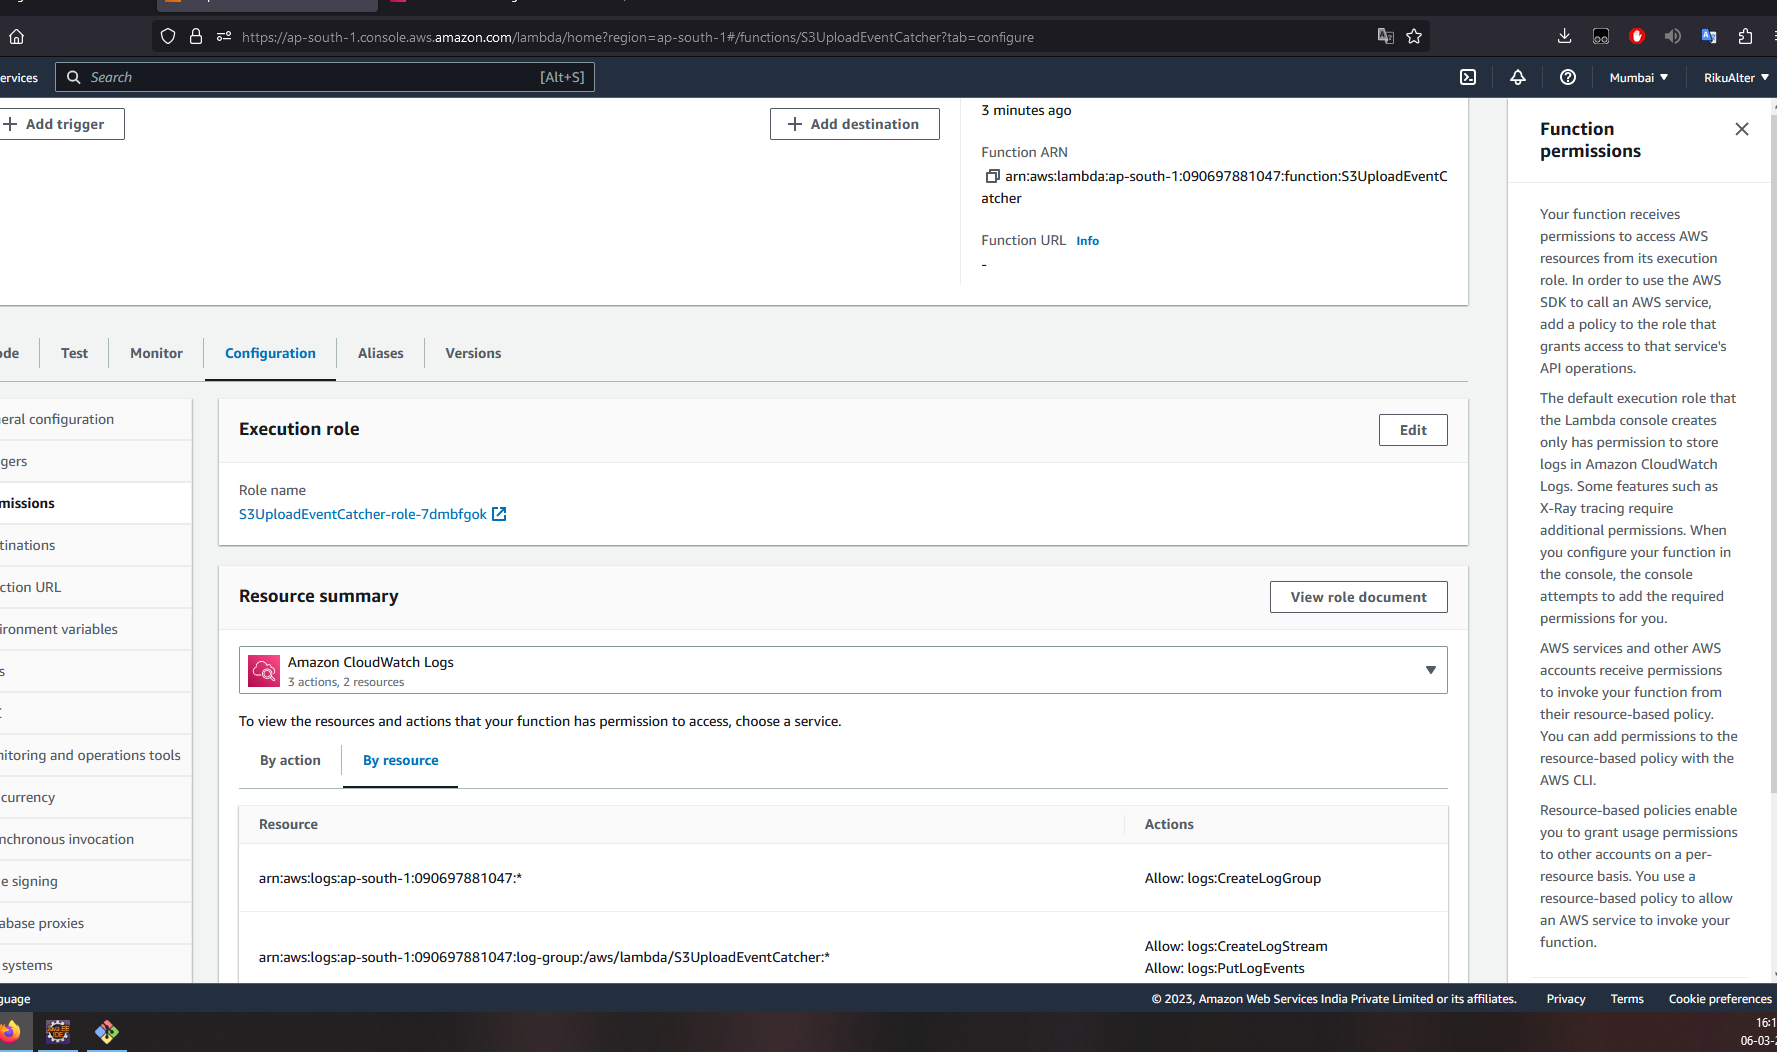 https://ap-south-1.console.aws.amazon.com/lambda/home?region=ap-south-1#/functions/S3UploadEventCatcher?tab=configure
ervices
Search
[Alt+S]
Mumbai ▼
RikuAlter ▼
+ Add trigger
+ Add destination
3 minutes ago
Function ARN
arn:aws:lambda:ap-south-1:090697881047:function:S3UploadEventC
atcher
Function URL Info
-
ode
Test
Monitor
Configuration
Aliases
Versions
eral configuration
gers
missions
tinations
ction URL
ironment variables
s
nitoring and operations tools
currency
nchronous invocation
e signing
abase proxies
systems
Execution role
Edit
Role name
S3UploadEventCatcher-role-7dmbfgok
Resource summary
View role document
Amazon CloudWatch Logs
3 actions, 2 resources
To view the resources and actions that your function has permission to access, choose a service.
By action
By resource
Resource
Actions
arn:aws:logs:ap-south-1:090697881047:*
Allow: logs:CreateLogGroup
arn:aws:logs:ap-south-1:090697881047:log-group:/aws/lambda/S3UploadEventCatcher:*
Allow: logs:CreateLogStream
Allow: logs:PutLogEvents
Function
permissions
Your function receives
permissions to access AWS
resources from its execution
role. In order to use the AWS
SDK to call an AWS service,
add a policy to the role that
grants access to that service's
API operations.
The default execution role that
the Lambda console creates
only has permission to store
logs in Amazon CloudWatch
Logs. Some features such as
X-Ray tracing require
additional permissions. When
you configure your function in
the console, the console
attempts to add the required
permissions for you.
AWS services and other AWS
accounts receive permissions
to invoke your function from
their resource-based policy.
You can add permissions to the
resource-based policy with the
AWS CLI.
Resource-based policies enable
you to grant usage permissions
to other accounts on a per-
resource basis. You use a
resource-based policy to allow
an AWS service to invoke your
function.
guage
© 2023, Amazon Web Services India Private Limited or its affiliates.
Privacy
Terms
Cookie preferences
16:1
06-03-